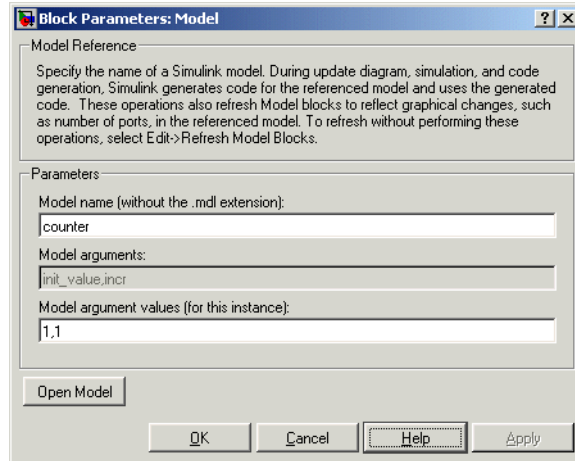 Block Parameters: Model
Model Reference
Specify the name of a Simulink model. During update diagram, simulation, and code
generation, Simulink generates code for the referenced model and uses the generated
code. These operations also refresh Model blocks to reflect graphical changes, such
as number of ports, in the referenced model. To refresh without performing these
operations, select Edit->Refresh Model Blocks.
Parameters
Model name (without the .mdl extension):
counter
Model arguments:
init_value,incr
Model argument values (for this instance):
1,1
Open Model
OK Cancel Help Apply